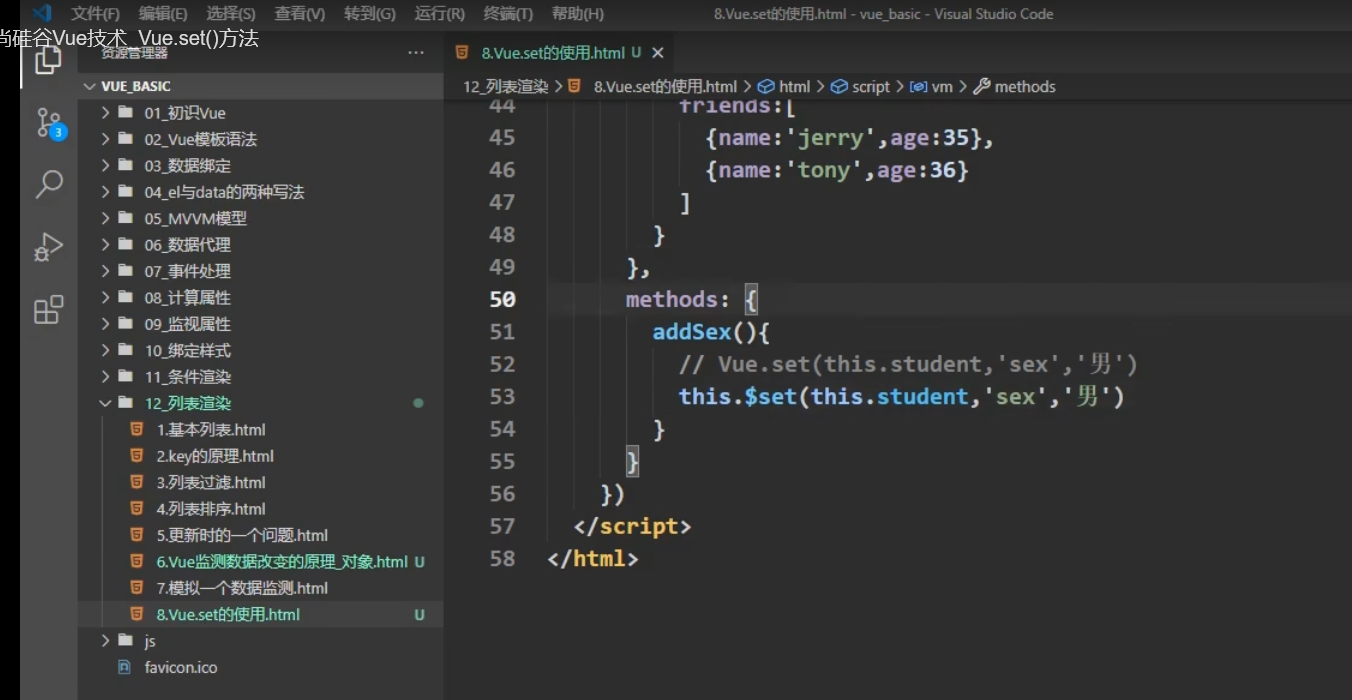 文件(F) 编辑(E) 选择(S) 查看(V) 转到(G) 运行(R) 终端(T) 帮助(H) 8.Vue.set的使用.html - vue_basic - Visual Studio Code
尚硅谷Vue技术_Vue.set()方法
资源管理器 ···
8.Vue.set的使用.html U
VUE_BASIC
12_列表渲染 > 8.Vue.set的使用.html > html > script > vm > methods
3
01_初识Vue
02_Vue模板语法
03_数据绑定
04_el与data的两种写法
05_MVVM模型
06_数据代理
07_事件处理
08_计算属性
09_监视属性
10_绑定样式
11_条件渲染
12_列表渲染
1.基本列表.html
2.key的原理.html
3.列表过滤.html
4.列表排序.html
5.更新时的一个问题.html
6.Vue监测数据改变的原理_对象.html U
7.模拟一个数据监测.html
8.Vue.set的使用.html U
js
favicon.ico
44 friends:[
45 {name:'jerry',age:35},
46 {name:'tony',age:36}
47 ]
48 }
49 },
50 methods: {
51 addSex(){
52 // Vue.set(this.student,'sex','男')
53 this.$set(this.student,'sex','男')
54 }
55 }
56 })
57 </script>
58 </html>